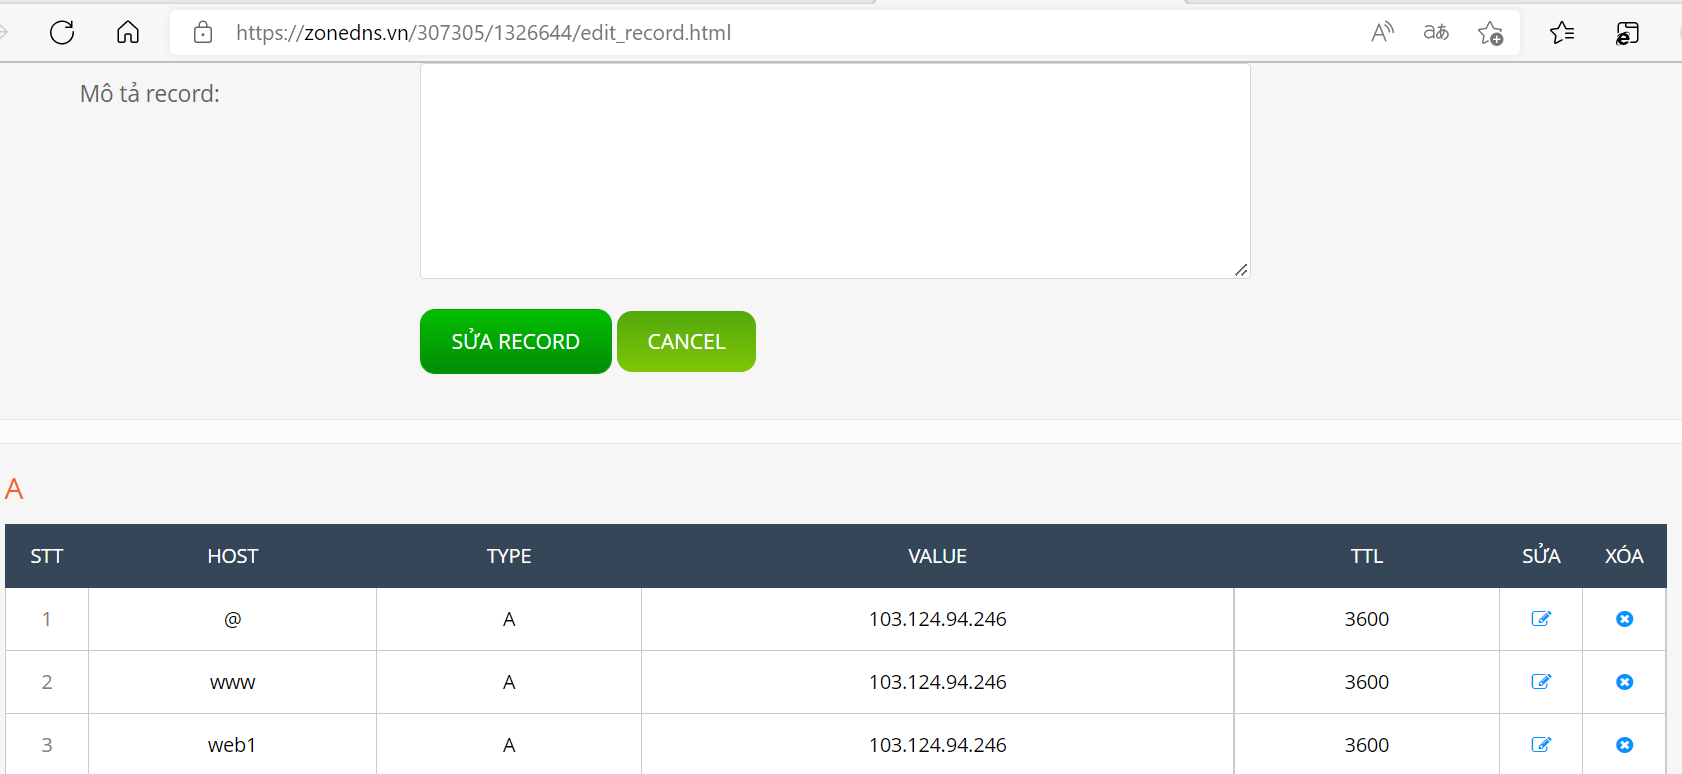 https://zonedns.vn/307305/1326644/edit_record.html
Mô tả record:
SỬA RECORD CANCEL
A
STT HOST TYPE VALUE TTL SỬA XÓA
1 @ A 103.124.94.246 3600
2 www A 103.124.94.246 3600
3 web1 A 103.124.94.246 3600